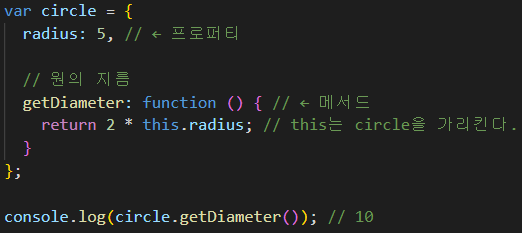 var circle = {
  radius: 5, // ← 프로퍼티

  // 원의 지름
  getDiameter: function () { // ← 메서드
    return 2 * this.radius; // this는 circle을 가리킨다.
  }
};

console.log(circle.getDiameter()); // 10